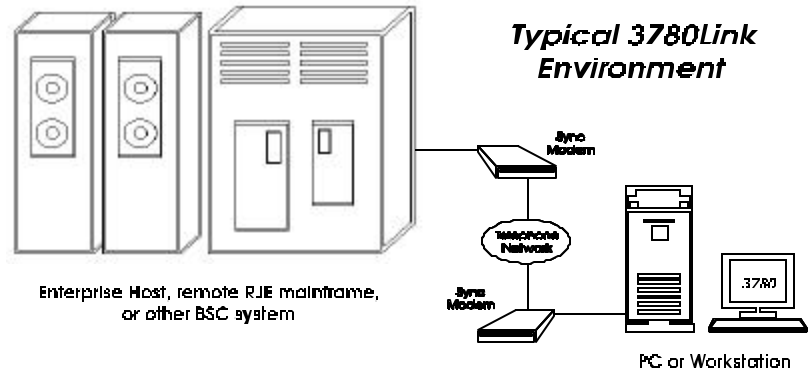 Typical 3780Link
Environment
Sync
Modem
Telephone
Network
Enterprise Host, remote RJE mainframe,
or other BSC system
Sync
Modem
3780
PC or Workstation